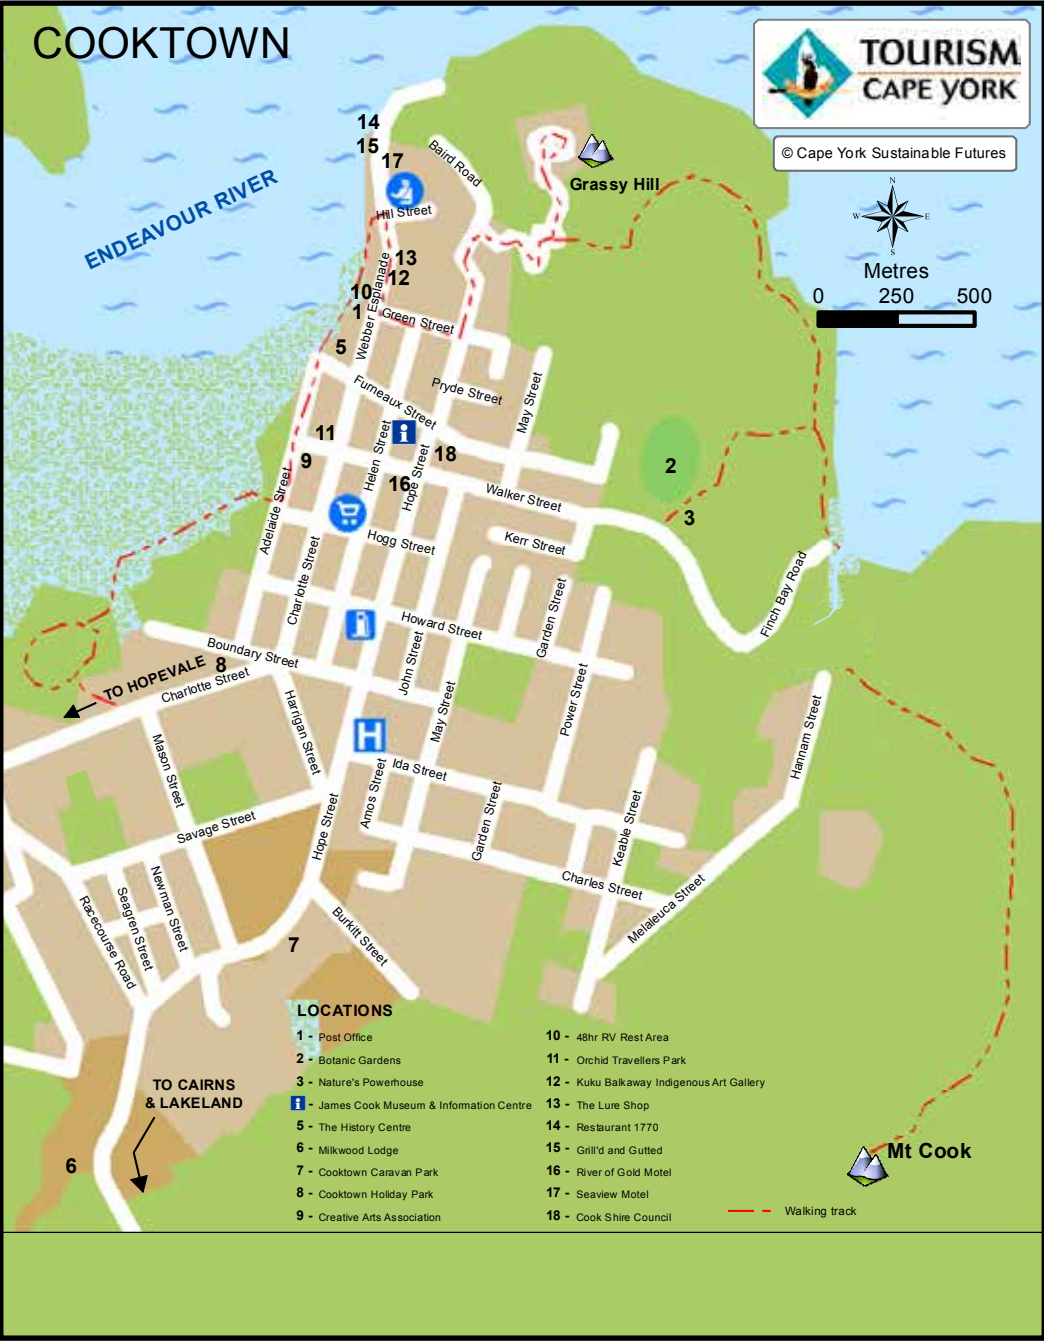 COOKTOWN
TOURISM
CAPE YORK
© Cape York Sustainable Futures
14
15
17
Baird Road
Grassy Hill
ENDEAVOUR RIVER
Hill Street
N
W
E
S
Metres
0 250 500
13
12
10
1
Webber Esplanade
Green Street
5
Furneaux Street
Pryde Street
May Street
11
i
18
9
Helen Street
16
Hope Street
2
Walker Street
3
Adelaide Street
Hogg Street
Kerr Street
Charlotte Street
Finch Bay Road
Garden Street
Howard Street
Boundary Street
8
TO HOPEVALE
Charlotte Street
John Street
May Street
Power Street
Harrigan Street
H
Hannam Street
Mason Street
Ida Street
Amos Street
Garden Street
Keable Street
Hope Street
Savage Street
Charles Street
Melaleuca Street
Newman Street
Seagren Street
Racecourse Road
Burkitt Street
7
LOCATIONS
1 - Post Office
2 - Botanic Gardens
3 - Nature's Powerhouse
i - James Cook Museum & Information Centre
5 - The History Centre
6 - Milkwood Lodge
7 - Cooktown Caravan Park
8 - Cooktown Holiday Park
9 - Creative Arts Association
10 - 48hr RV Rest Area
11 - Orchid Travellers Park
12 - Kuku Balkaway Indigenous Art Gallery
13 - The Lure Shop
14 - Restaurant 1770
15 - Grill'd and Gutted
16 - River of Gold Motel
17 - Seaview Motel
18 - Cook Shire Council
TO CAIRNS
& LAKELAND
6
Mt Cook
Walking track